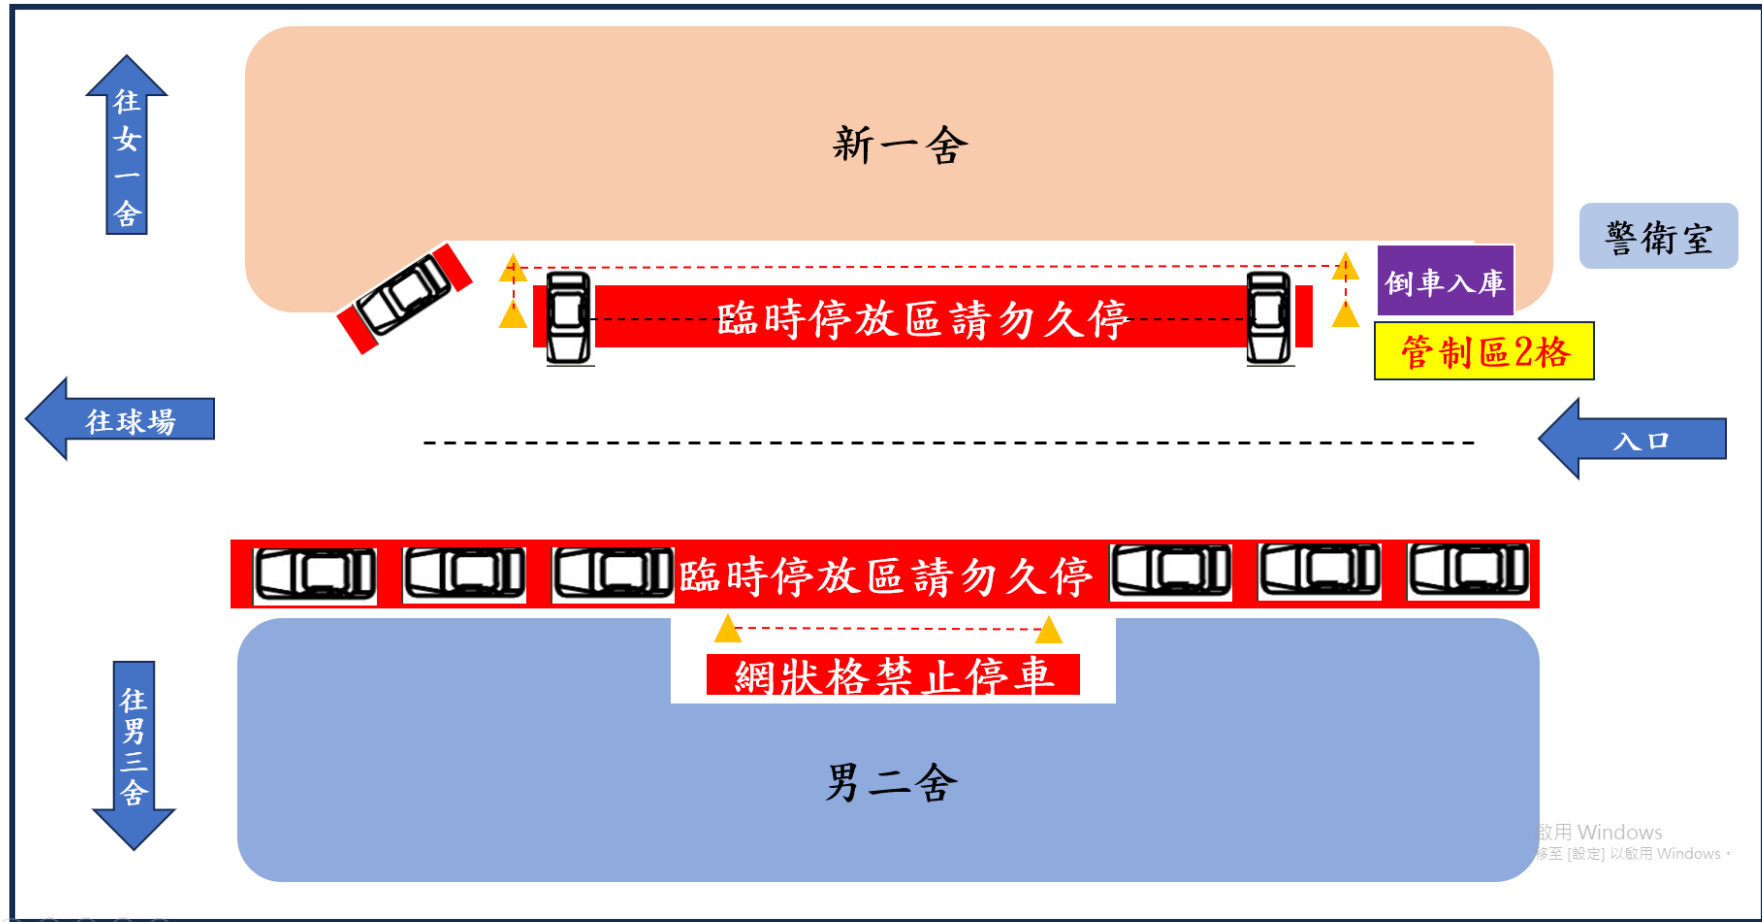 往女一舍
新一舍
警衛室
倒車入庫
臨時停放區請勿久停
管制區2格
往球場
入口
臨時停放區請勿久停
網狀格禁止停車
往男三舍
男二舍
啟用 Windows
移至 [設定] 以啟用 Windows。